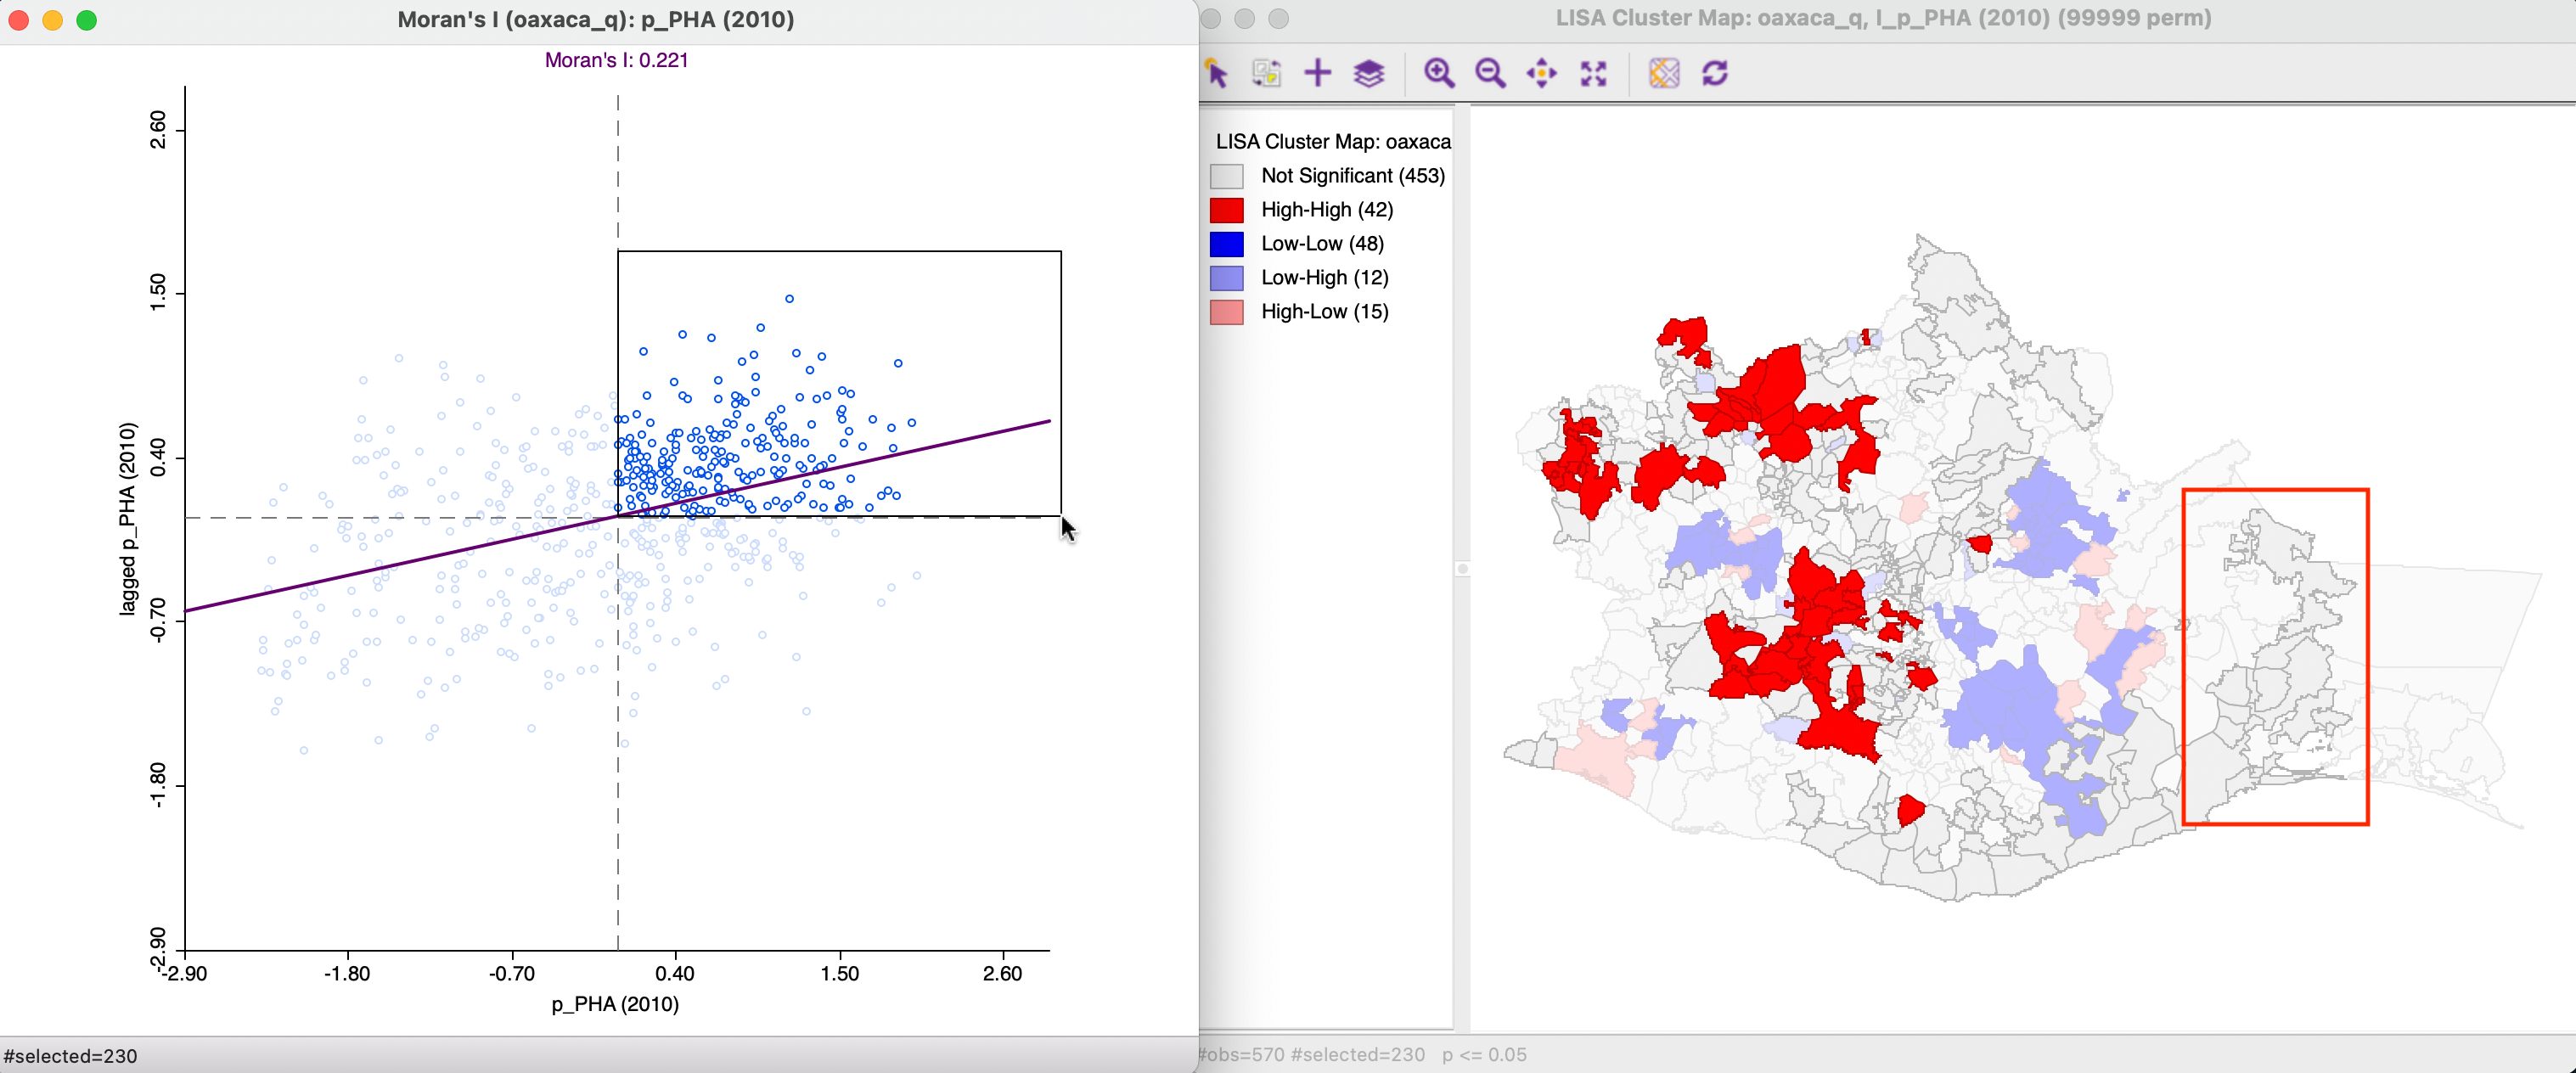 Moran's I (oaxaca_q): p_PHA (2010)
Moran's I: 0.221
2.60
1.50
0.40
-0.70
-1.80
-2.90
lagged p_PHA (2010)
-2.90 -1.80 -0.70 0.40 1.50 2.60
p_PHA (2010)
#selected=230
LISA Cluster Map: oaxaca_q, I_p_PHA (2010) (99999 perm)
LISA Cluster Map: oaxaca
Not Significant (453)
High-High (42)
Low-Low (48)
Low-High (12)
High-Low (15)
#obs=570 #selected=230 p <= 0.05